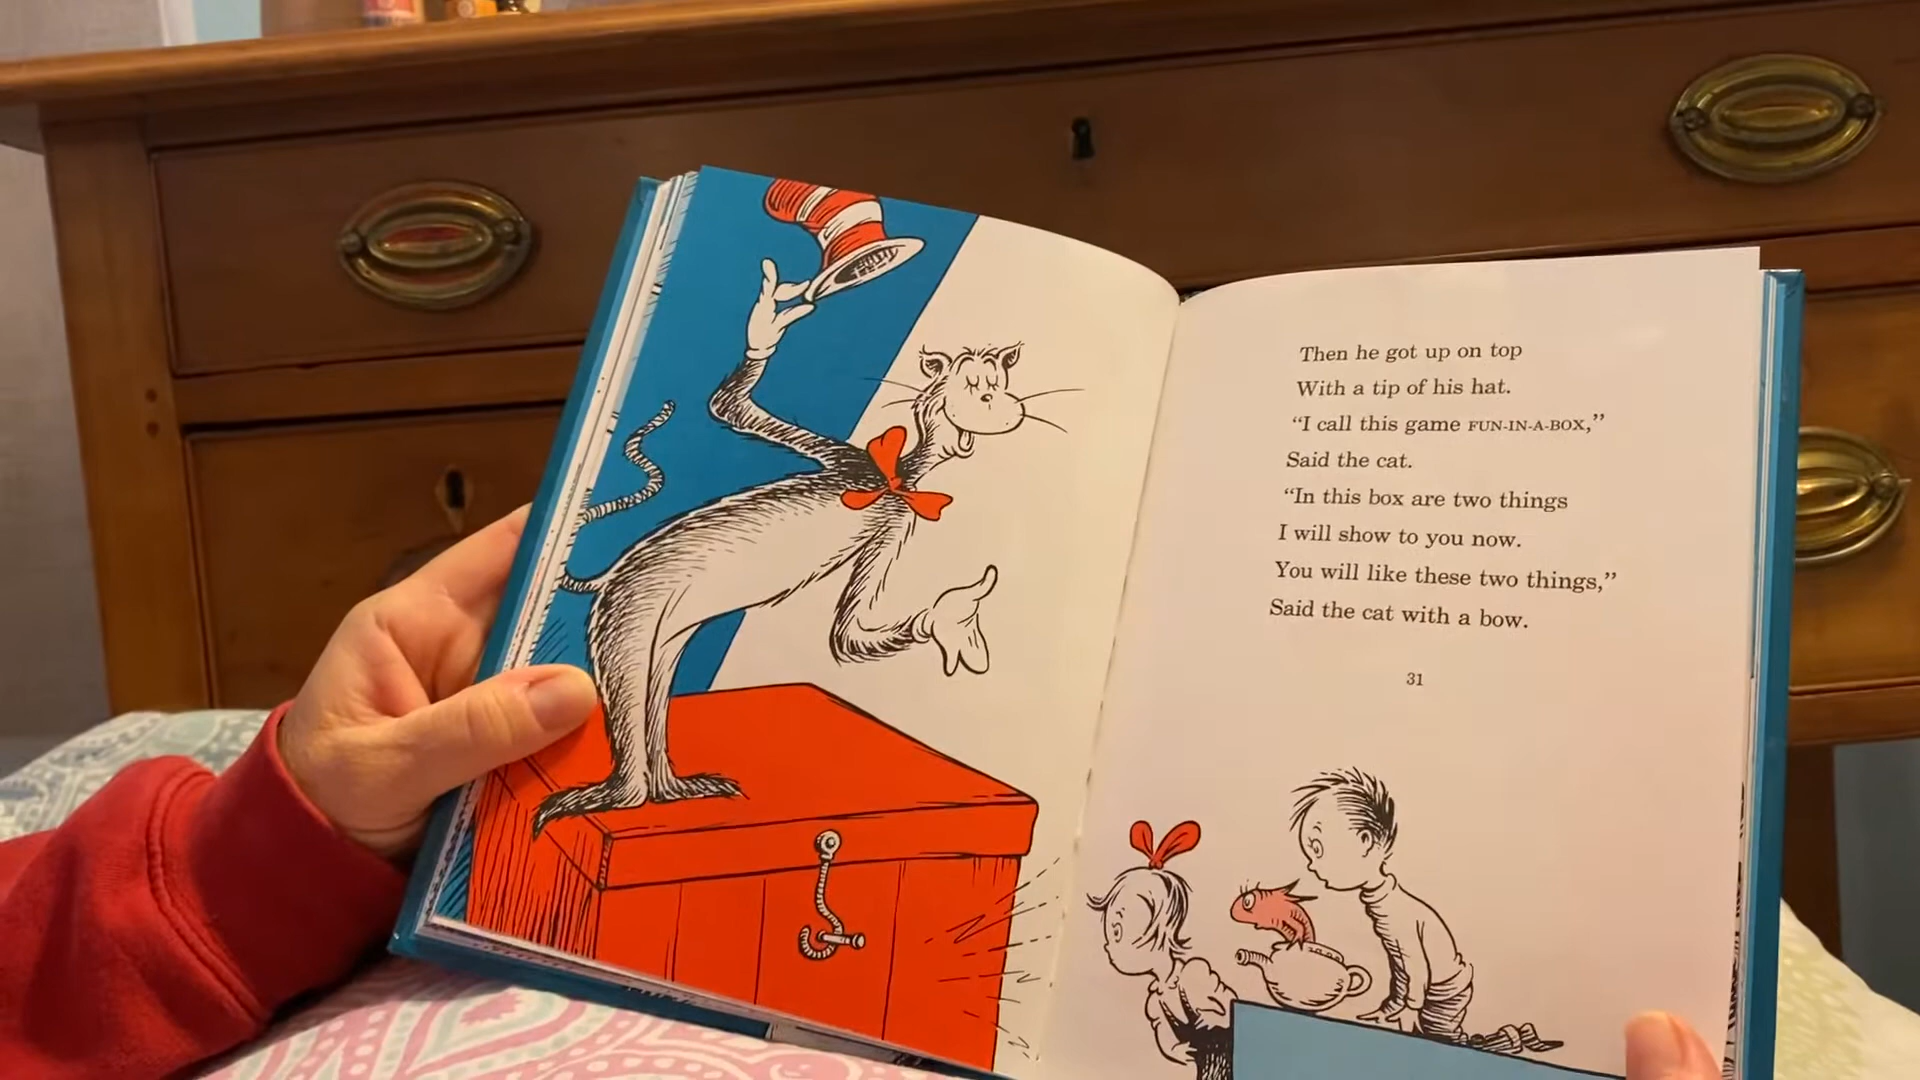 Then he got up on top
With a tip of his hat.
“I call this game FUN-IN-A-BOX,”
Said the cat.
“In this box are two things
I will show to you now.
You will like these two things,”
Said the cat with a bow.
31